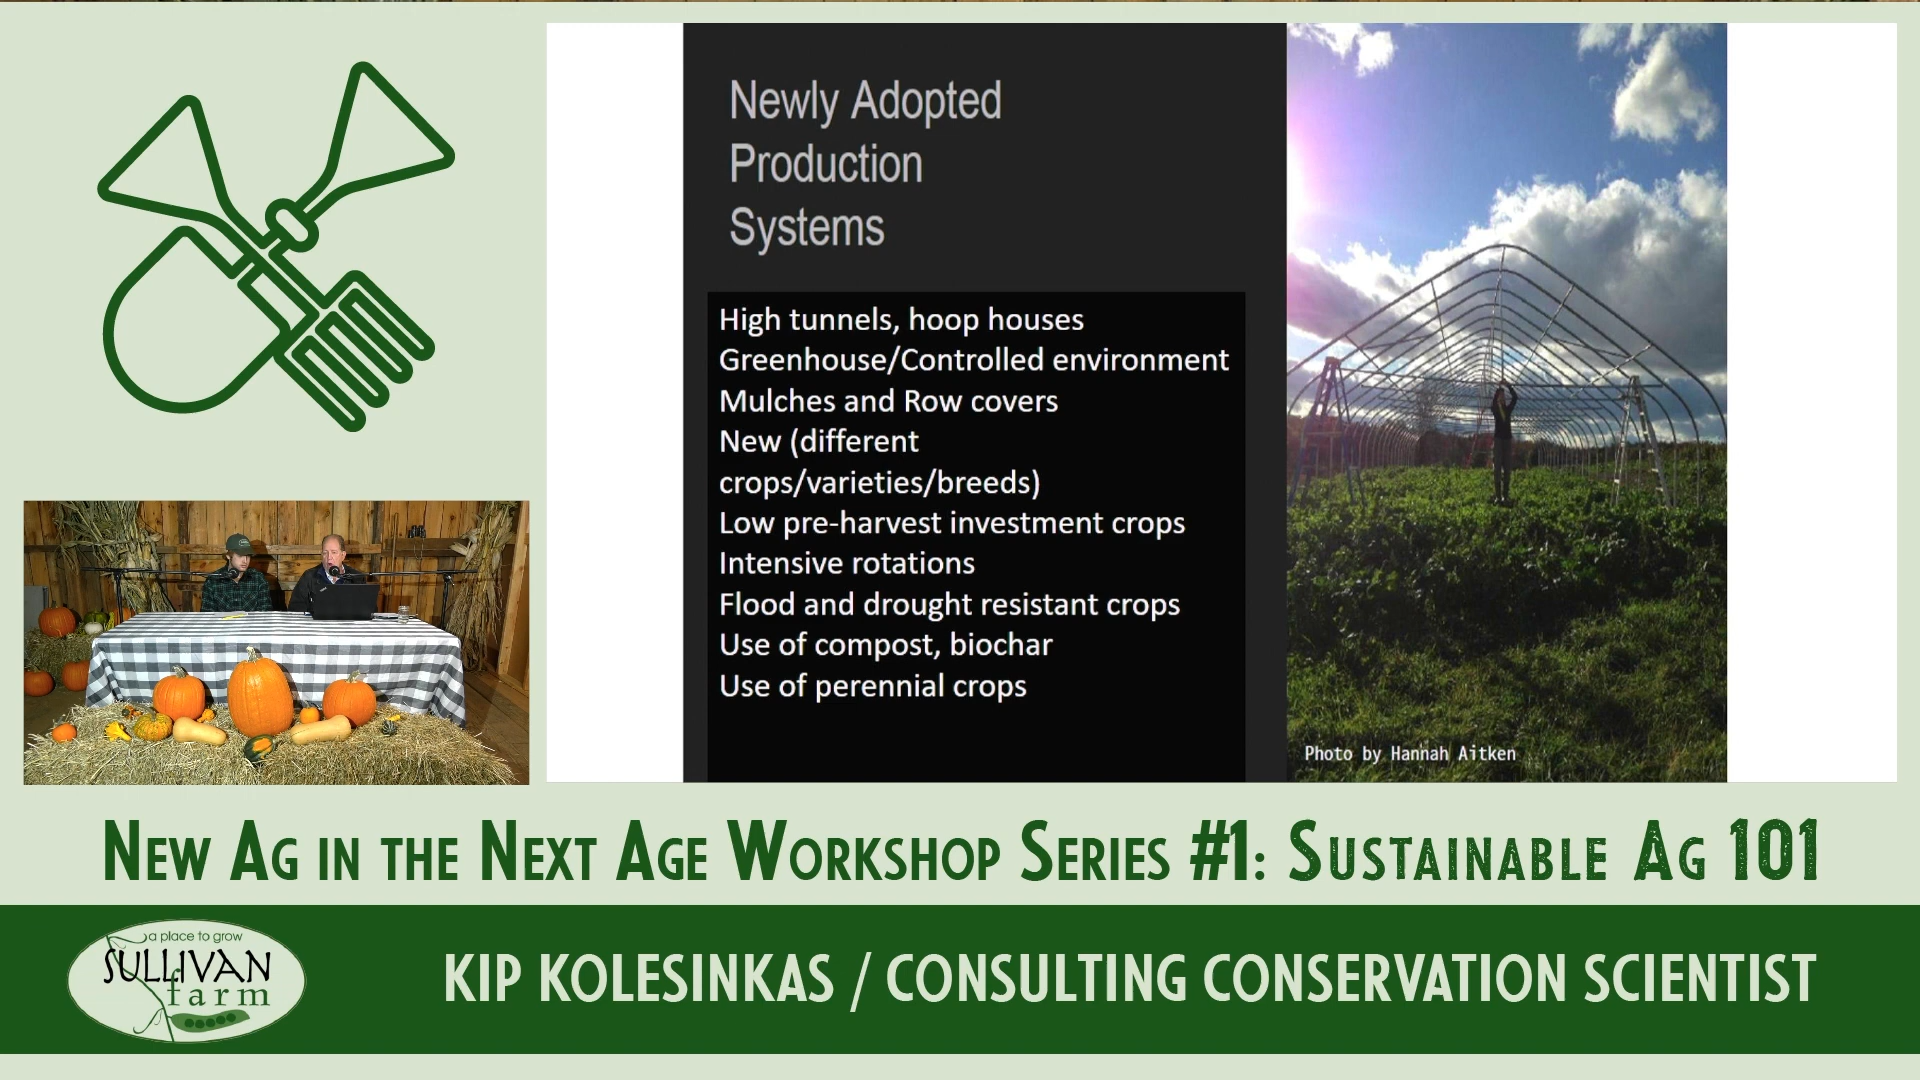 Newly Adopted
Production
Systems
High tunnels, hoop houses
Greenhouse/Controlled environment
Mulches and Row covers
New (different
crops/varieties/breeds)
Low pre-harvest investment crops
Intensive rotations
Flood and drought resistant crops
Use of compost, biochar
Use of perennial crops
Photo by Hannah Aitken
New Ag in the Next Age Workshop Series #1: Sustainable Ag 101
a place to grow
SULLIVAN
farm
KIP KOLESINKAS / CONSULTING CONSERVATION SCIENTIST